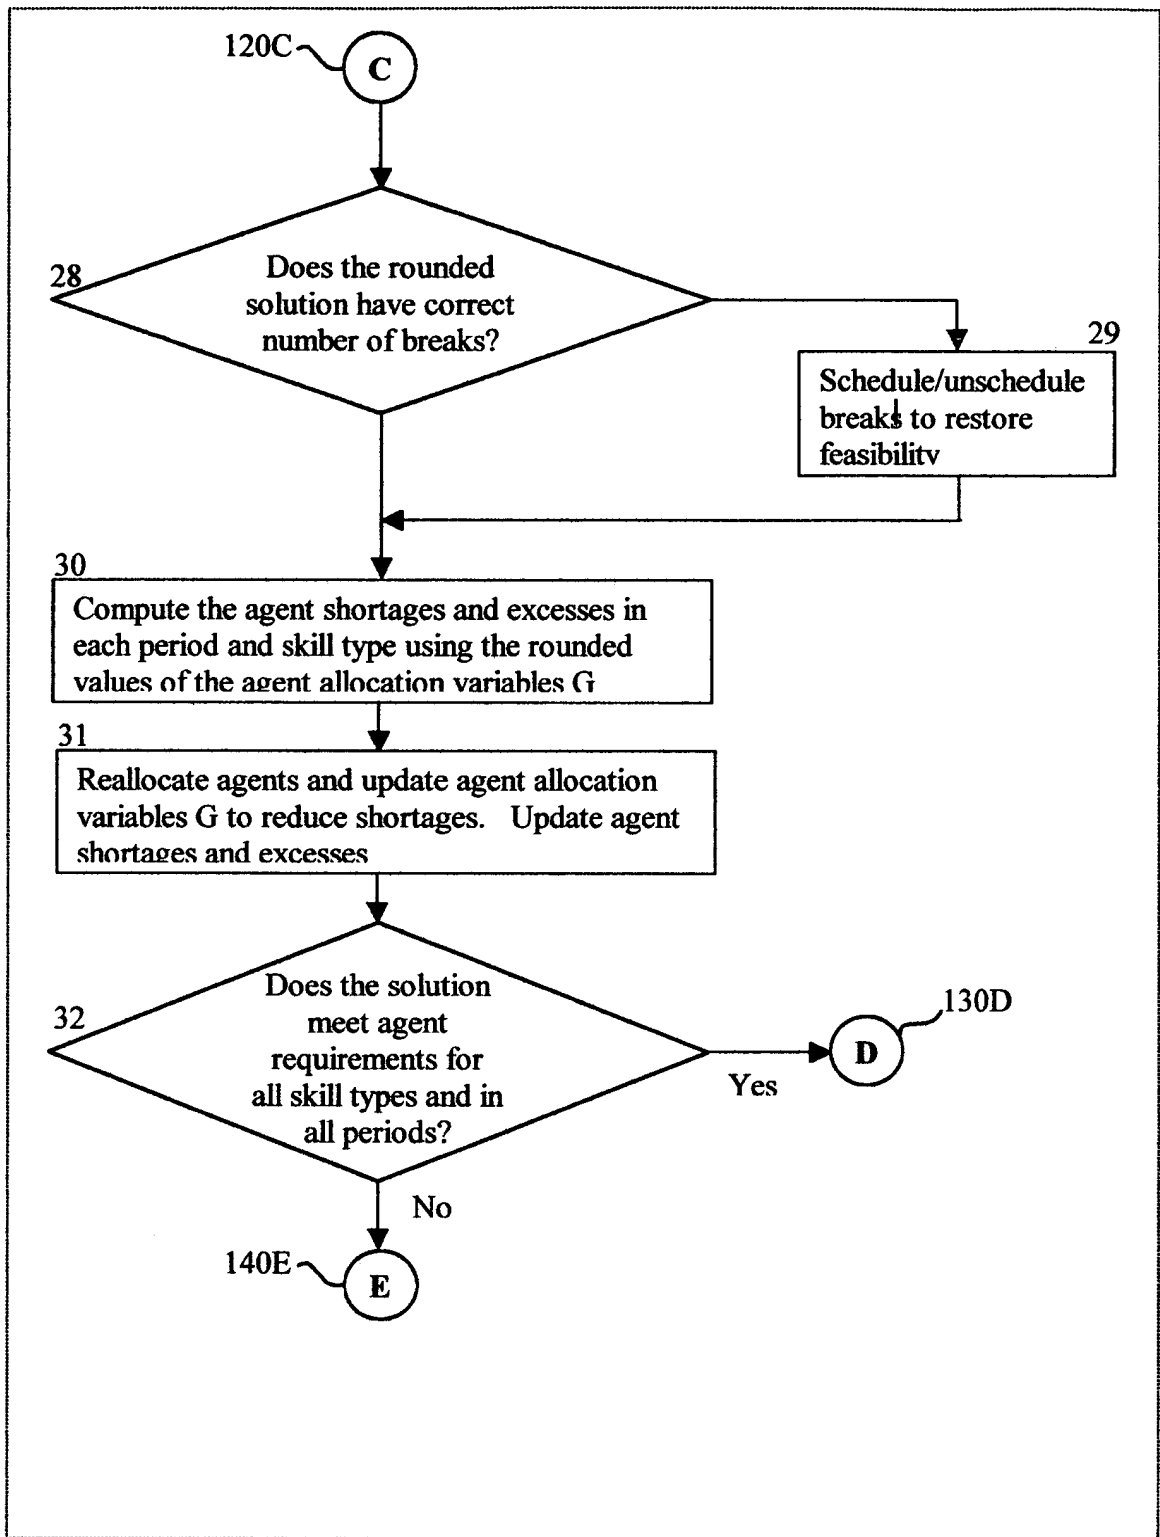 120C
C
28
Does the rounded
solution have correct
number of breaks?
29
Schedule/unschedule
breaks to restore
feasibility
30
Compute the agent shortages and excesses in
each period and skill type using the rounded
values of the agent allocation variables G
31
Reallocate agents and update agent allocation
variables G to reduce shortages. Update agent
shortages and excesses
32
Does the solution
meet agent
requirements for
all skill types and in
all periods?
Yes
130D
D
No
140E
E